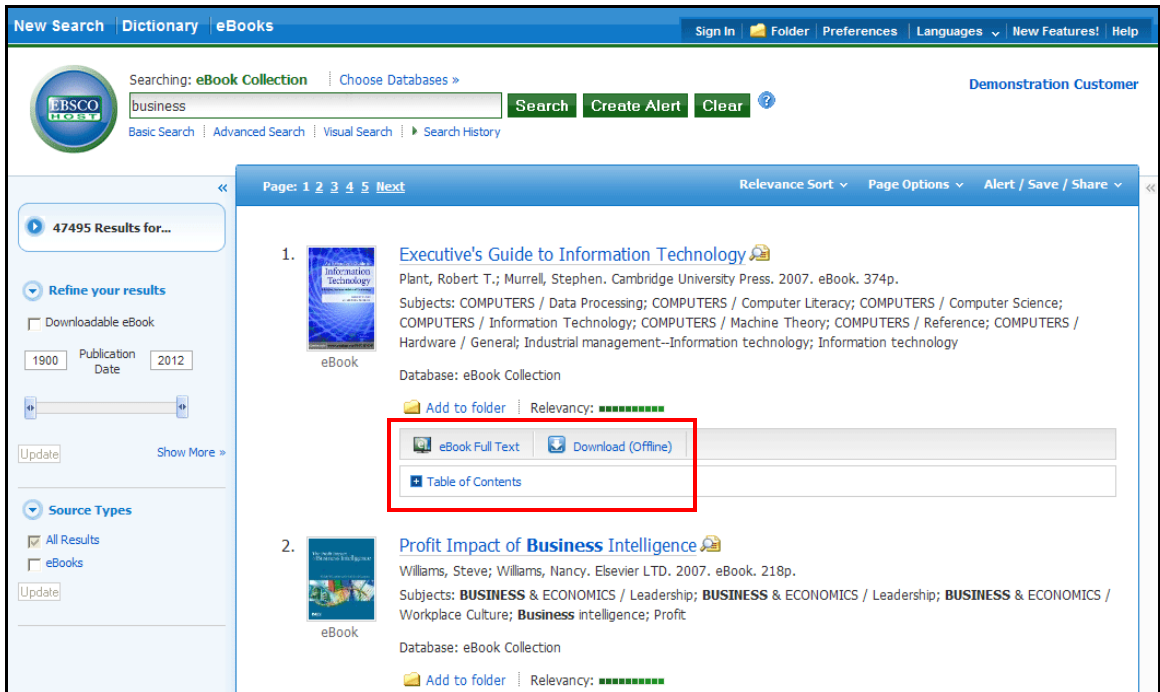 New Search Dictionary eBooks
Sign In Folder Preferences Languages New Features! Help
EBSCO
HOST
Searching: eBook Collection Choose Databases »
Demonstration Customer
business
Search Create Alert Clear ?
Basic Search Advanced Search Visual Search Search History
«
Page: 1 2 3 4 5 Next
Relevance Sort Page Options Alert / Save / Share
«
47495 Results for...
Refine your results
Downloadable eBook
1900 Publication Date 2012
Update
Show More »
Source Types
All Results
eBooks
Update
1.
Information
Technology
eBook
Executive's Guide to Information Technology
Plant, Robert T.; Murrell, Stephen. Cambridge University Press. 2007. eBook. 374p.
Subjects: COMPUTERS / Data Processing; COMPUTERS / Computer Literacy; COMPUTERS / Computer Science;
COMPUTERS / Information Technology; COMPUTERS / Machine Theory; COMPUTERS / Reference; COMPUTERS /
Hardware / General; Industrial management--Information technology; Information technology
Database: eBook Collection
Add to folder Relevancy:
eBook Full Text Download (Offline)
Table of Contents
2.
eBook
Profit Impact of Business Intelligence
Williams, Steve; Williams, Nancy. Elsevier LTD. 2007. eBook. 218p.
Subjects: BUSINESS & ECONOMICS / Leadership; BUSINESS & ECONOMICS / Leadership; BUSINESS & ECONOMICS /
Workplace Culture; Business intelligence; Profit
Database: eBook Collection
Add to folder Relevancy: